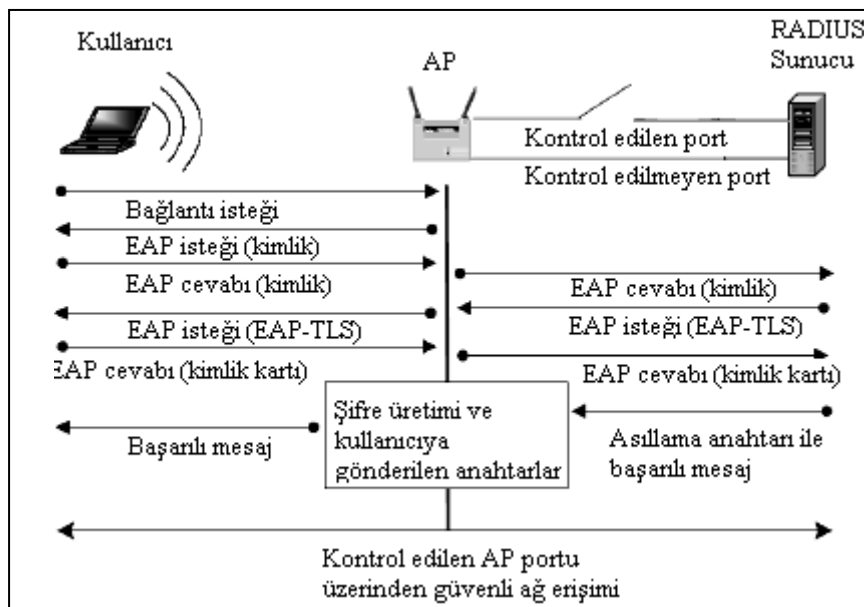 Kullanıcı
AP
RADIUS
Sunucu
Kontrol edilen port
Kontrol edilmeyen port
Bağlantı isteği
EAP isteği (kimlik)
EAP cevabı (kimlik)
EAP cevabı (kimlik)
EAP isteği (EAP-TLS)
EAP isteği (EAP-TLS)
EAP cevabı (kimlik kartı)
EAP cevabı (kimlik kartı)
Şifre üretimi ve
kullanıcıya
gönderilen anahtarlar
Başarılı mesaj
Asıllama anahtarı ile
başarılı mesaj
Kontrol edilen AP portu
üzerinden güvenli ağ erişimi